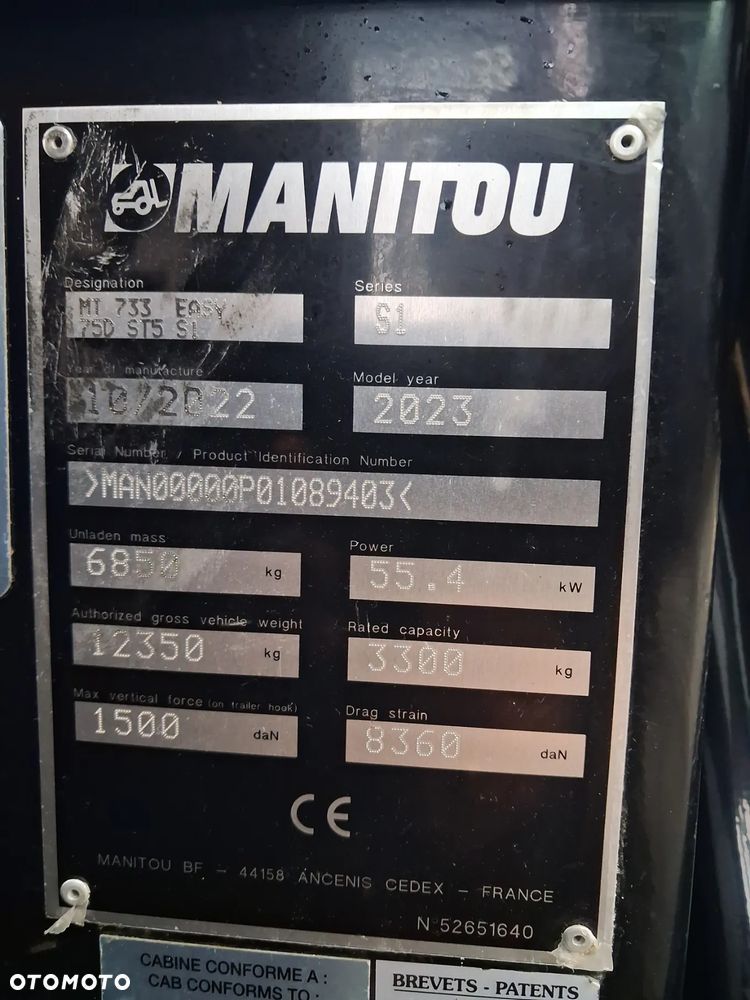 MANITOU
Designation
MT 733 EASY
75D ST5 S1
Series
S1
Year of manufacture
10/2022
Model year
2023
Serial Number / Product Identification Number
>MAN00000P01089403<
Unladen mass
6850 kg
Power
55.4 kW
Authorized gross vehicle weight
12350 kg
Rated capacity
3300 kg
Max vertical force (on trailer hook)
1500 daN
Drag strain
8360 daN
CE
MANITOU BF. - 44158 ANCENIS CEDEX - FRANCE
N 52651640
CABINE CONFORME A :
CAB CONFORMS TO :
BREVETS - PATENTS
OTOMOTO